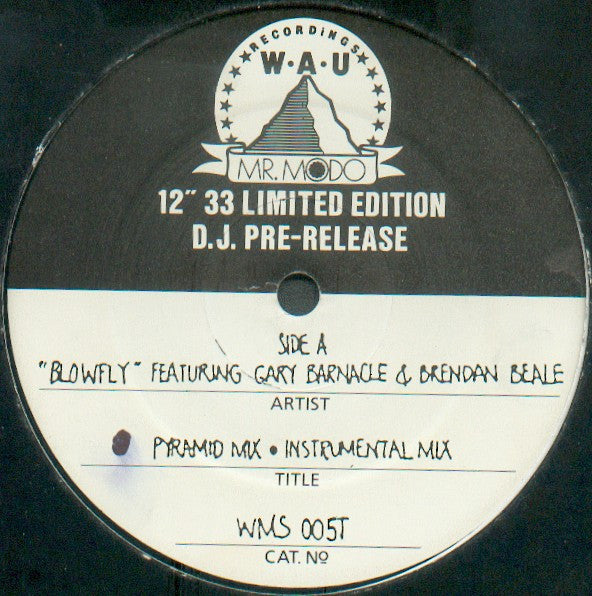 RECORDiNGS
W·A·U
MR. MODO
12" 33 LIMITED EDITION
D.J. PRE-RELEASE
SIDE A
"BLOWFLY" FEATURING GARY BARNACLE & BRENDAN BEALE
ARTIST
PYRAMID MIX • INSTRUMENTAL MIX
TITLE
WMS 005T
CAT. Nº